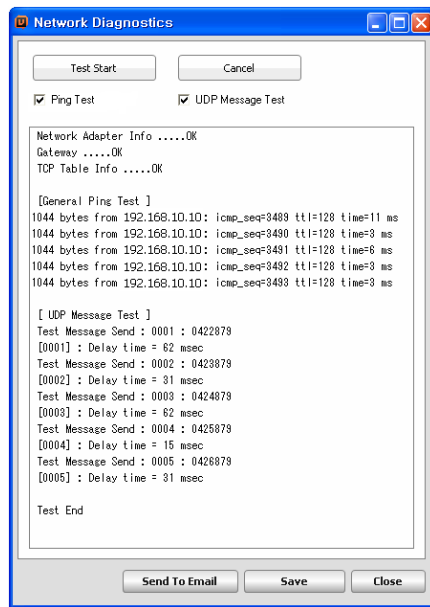 Network Diagnostics
Test Start Cancel
Ping Test UDP Message Test
Network Adapter Info .....OK
Gateway .....OK
TCP Table Info .....OK
[General Ping Test ]
1044 bytes from 192.168.10.10: icmp_seq=3489 ttl=128 time=11 ms
1044 bytes from 192.168.10.10: icmp_seq=3490 ttl=128 time=3 ms
1044 bytes from 192.168.10.10: icmp_seq=3491 ttl=128 time=6 ms
1044 bytes from 192.168.10.10: icmp_seq=3492 ttl=128 time=3 ms
1044 bytes from 192.168.10.10: icmp_seq=3493 ttl=128 time=3 ms
[ UDP Message Test ]
Test Message Send : 0001 : 0422879
[0001] : Delay time = 62 msec
Test Message Send : 0002 : 0423879
[0002] : Delay time = 31 msec
Test Message Send : 0003 : 0424879
[0003] : Delay time = 62 msec
Test Message Send : 0004 : 0425879
[0004] : Delay time = 15 msec
Test Message Send : 0005 : 0426879
[0005] : Delay time = 31 msec
Test End
Send To Email Save Close